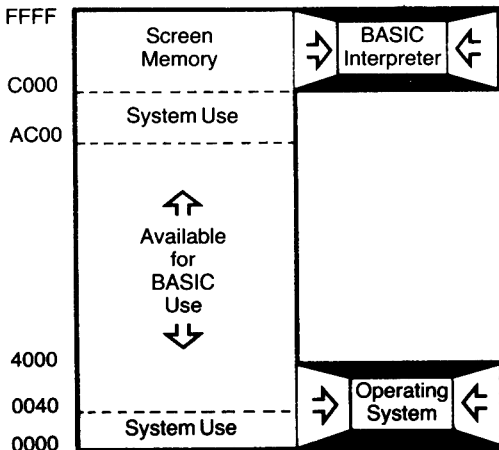 FFFF
Screen
Memory
BASIC
Interpreter
C000
System Use
AC00
Available
for
BASIC
Use
4000
0040
Operating
System
System Use
0000